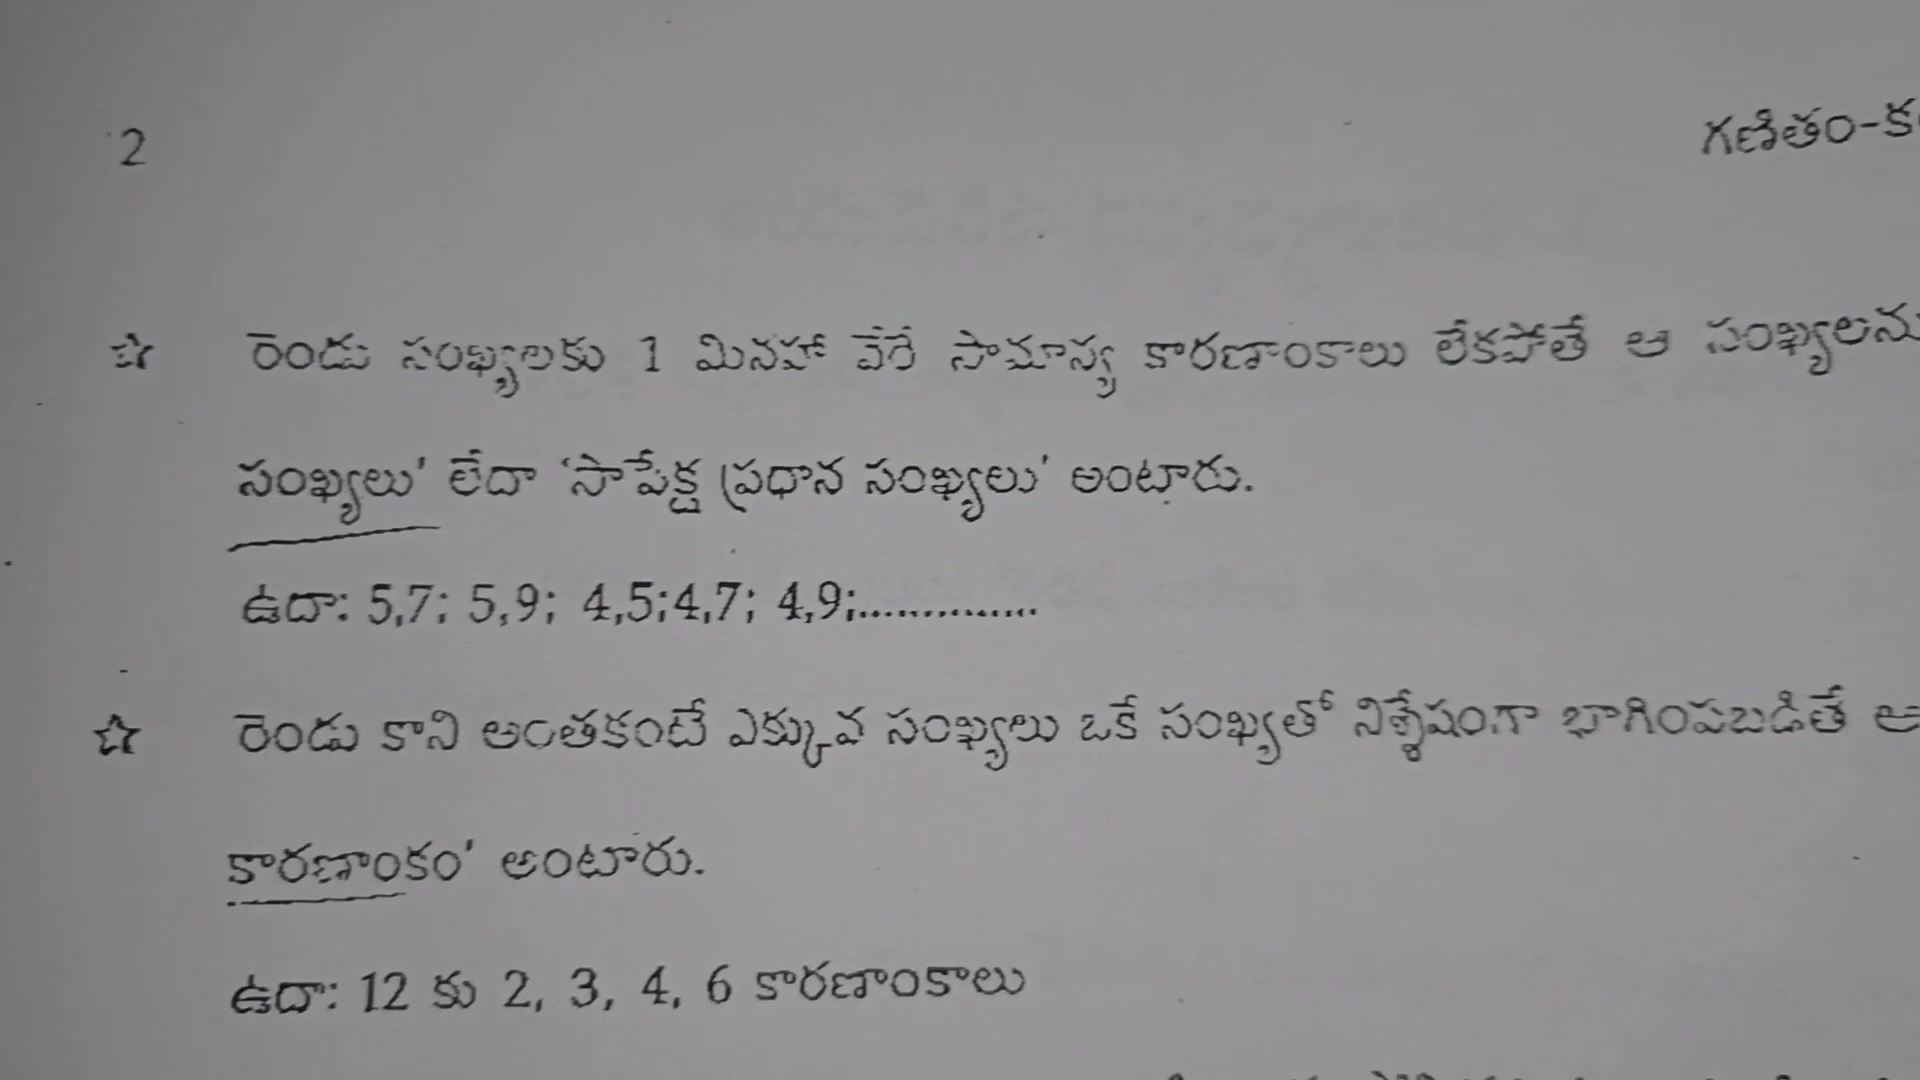 2
గణితం-క
☆ రెండు సంఖ్యలకు 1 మినహా వేరే సామాన్య కారణాంకాలు లేకపోతే ఆ సంఖ్యలను
సంఖ్యలు' లేదా 'సాపేక్ష ప్రధాన సంఖ్యలు' అంటారు.
ఉదా: 5,7; 5,9; 4,5;4,7; 4,9;..............
☆ రెండు కాని అంతకంటే ఎక్కువ సంఖ్యలు ఒకే సంఖ్యతో నిశ్శేషంగా భాగింపబడితే ఆ
కారణాంకం' అంటారు.
ఉదా: 12 కు 2, 3, 4, 6 కారణాంకాలు